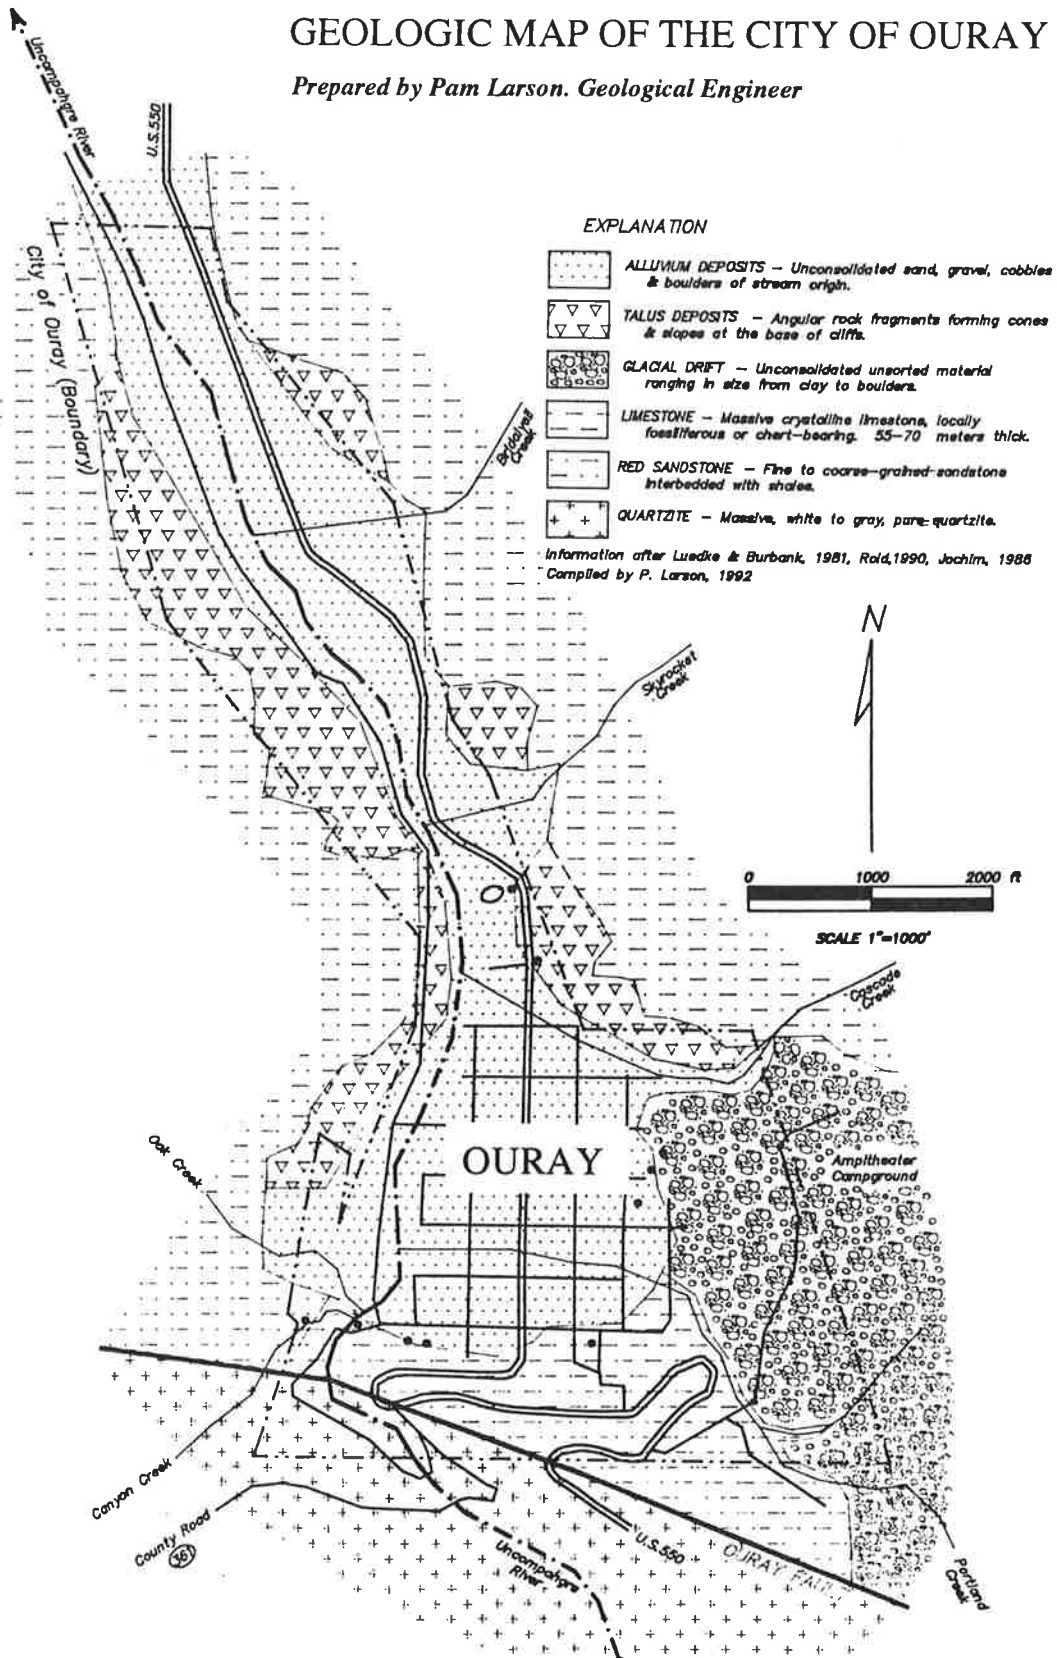 GEOLOGIC MAP OF THE CITY OF OURAY
Prepared by Pam Larson. Geological Engineer
Uncompahgre River
U.S.550
City of Ouray (Boundary)
EXPLANATION
ALLUVIUM DEPOSITS — Unconsolidated sand, gravel, cobbles
& boulders of stream origin.
TALUS DEPOSITS — Angular rock fragments forming cones
& slopes at the base of cliffs.
GLACIAL DRIFT — Unconsolidated unsorted material
ranging in size from clay to boulders.
LIMESTONE — Massive crystalline limestone, locally
fossiliferous or chert-bearing. 55-70 meters thick.
RED SANDSTONE — Fine to coarse-grained-sandstone
interbedded with shales.
QUARTZITE — Massive, white to gray, pure-quartzite.
Information after Luedke & Burbank, 1981, Rold,1990, Jochim, 1986
Compiled by P. Larson, 1992
Bridalveil
Creek
N
Skyrocket
Creek
0 1000 2000 ft
SCALE 1"=1000'
Cascade
Creek
OURAY
Ampitheater
Campground
Oak Creek
Canyon Creek
County Road
361
Uncompahgre
River
U.S.550
OURAY
Portland
Creek